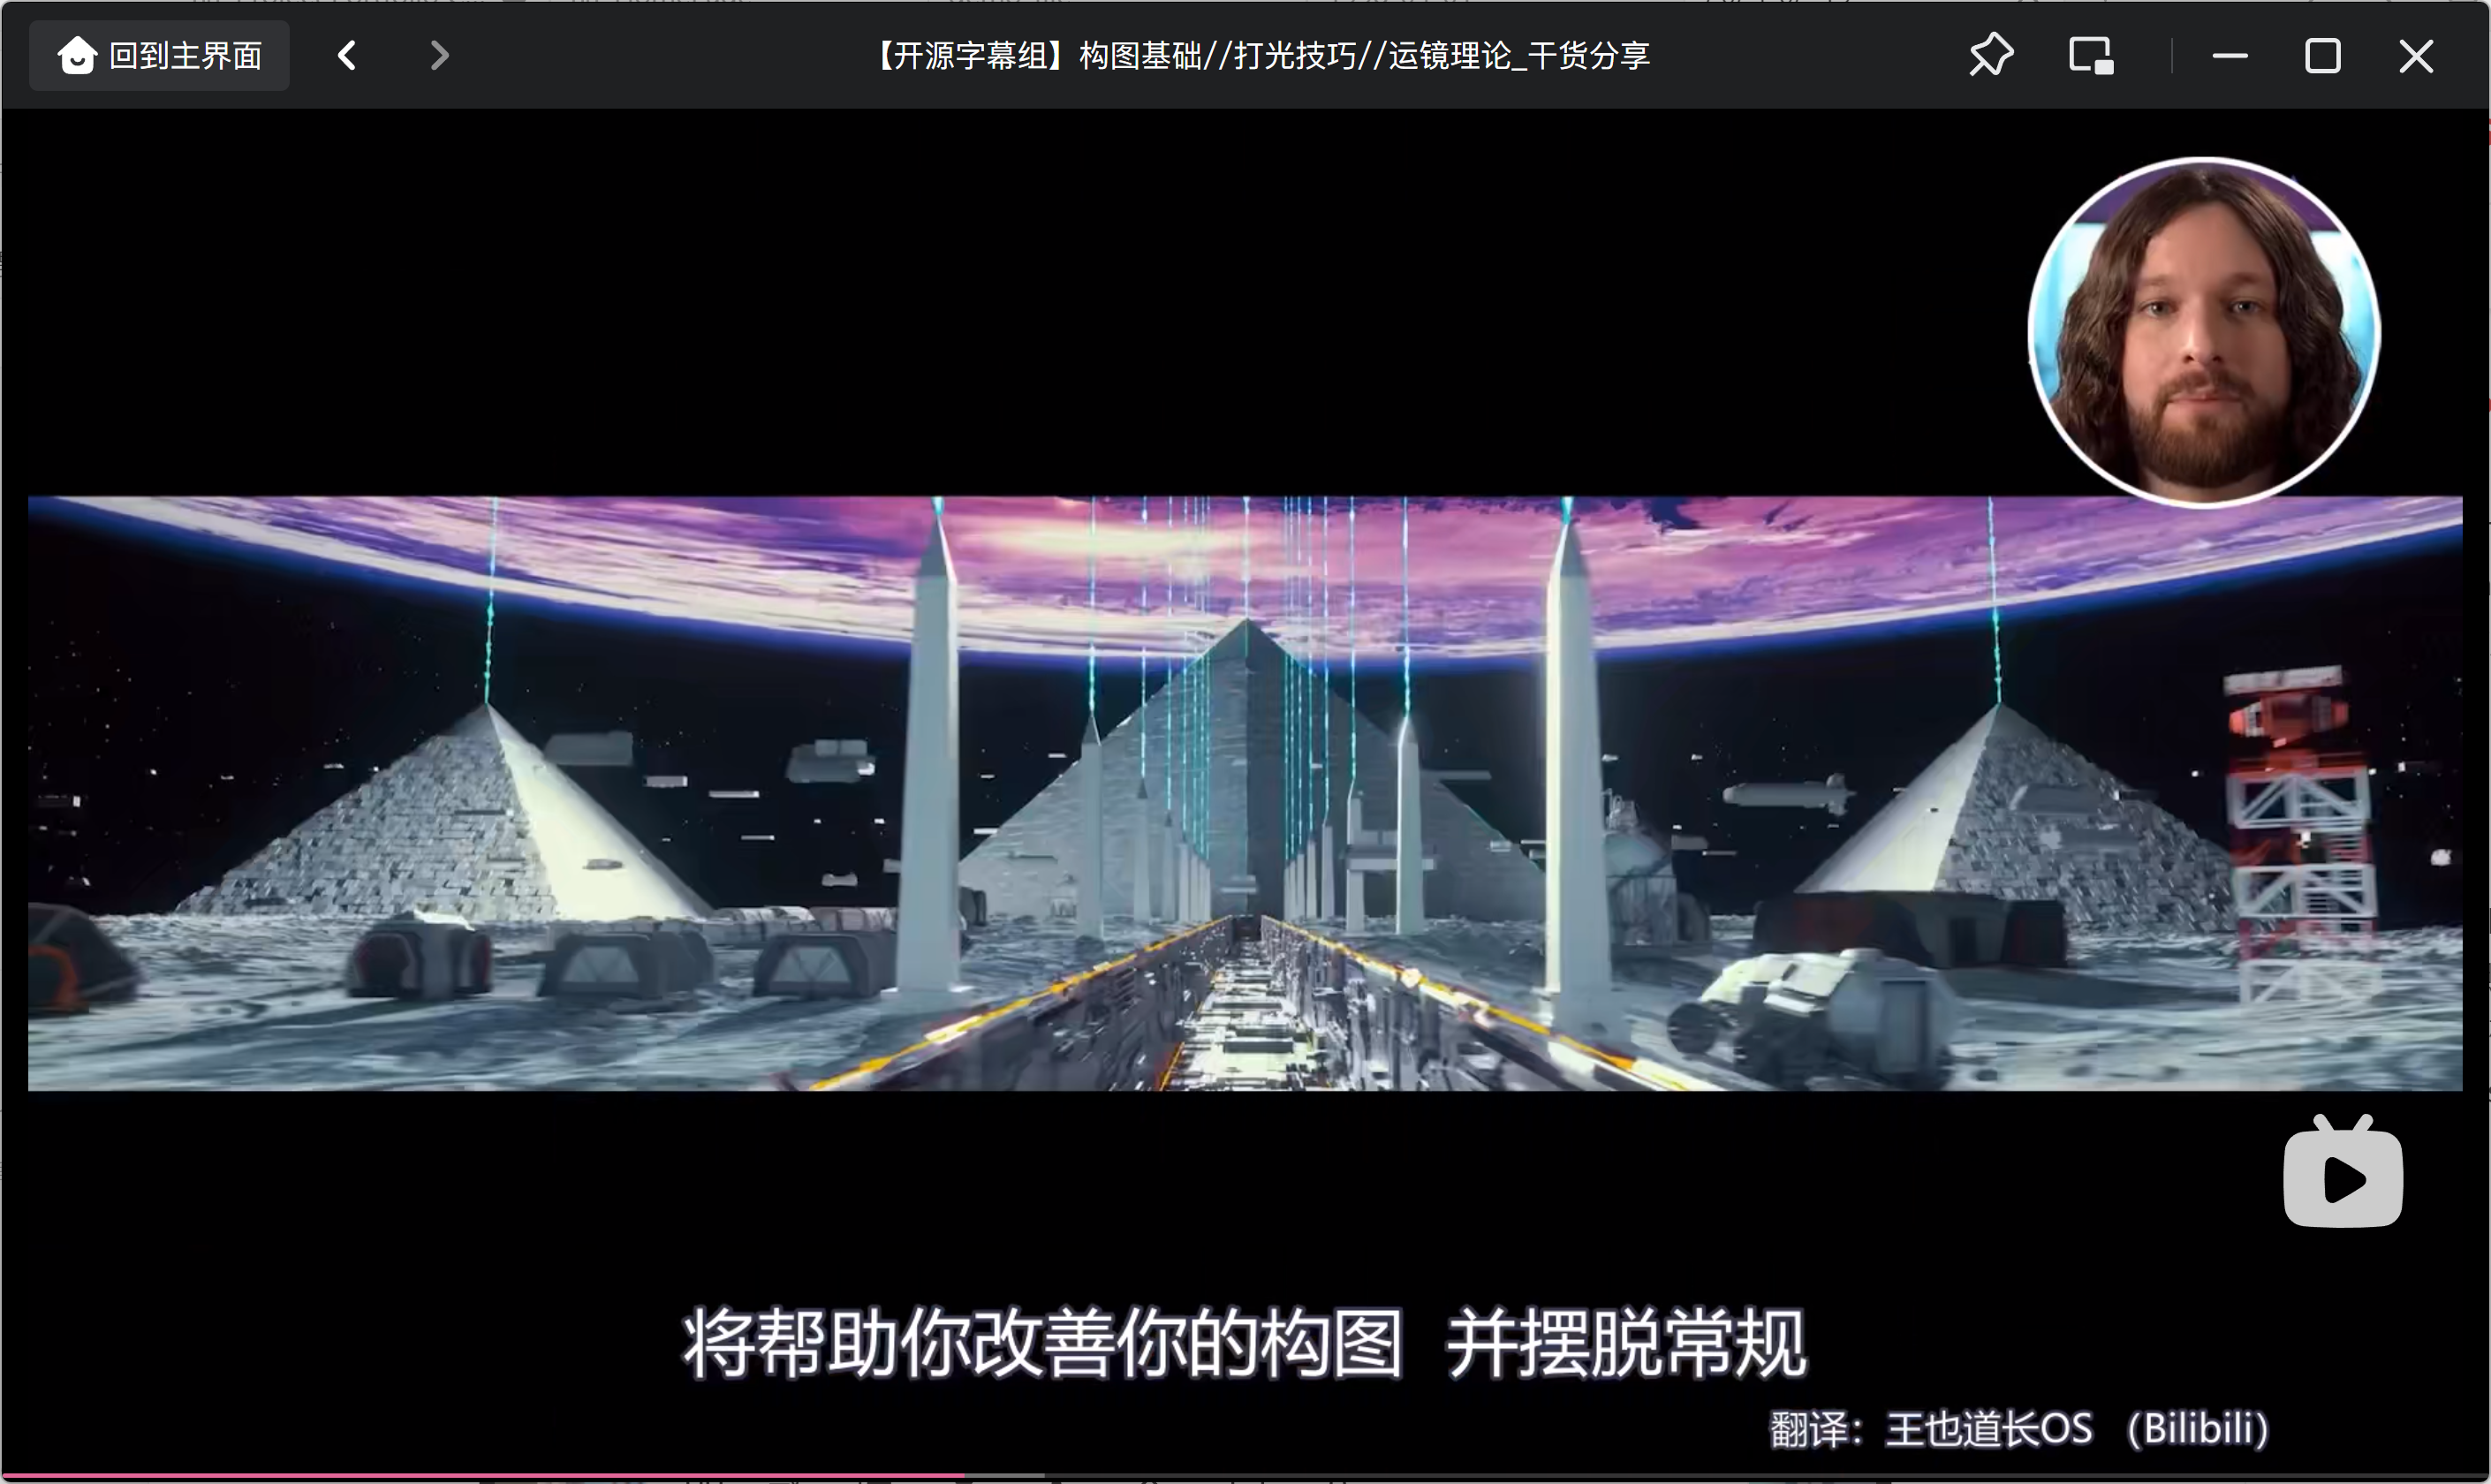 回到主界面
【开源字幕组】构图基础//打光技巧//运镜理论_干货分享
将帮助你改善你的构图 并摆脱常规
翻译：王也道长OS （Bilibili）